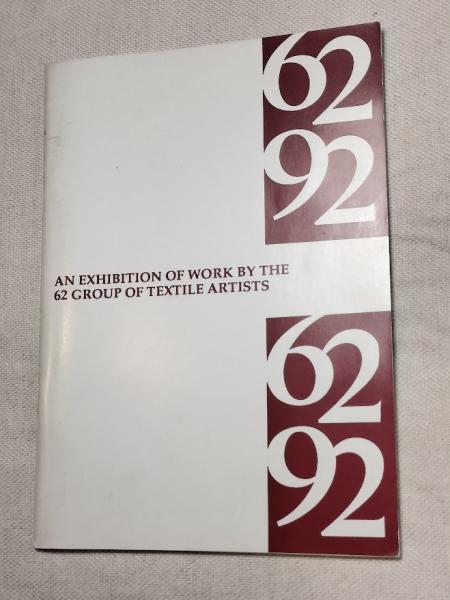 62
92
AN EXHIBITION OF WORK BY THE
62 GROUP OF TEXTILE ARTISTS
62
92